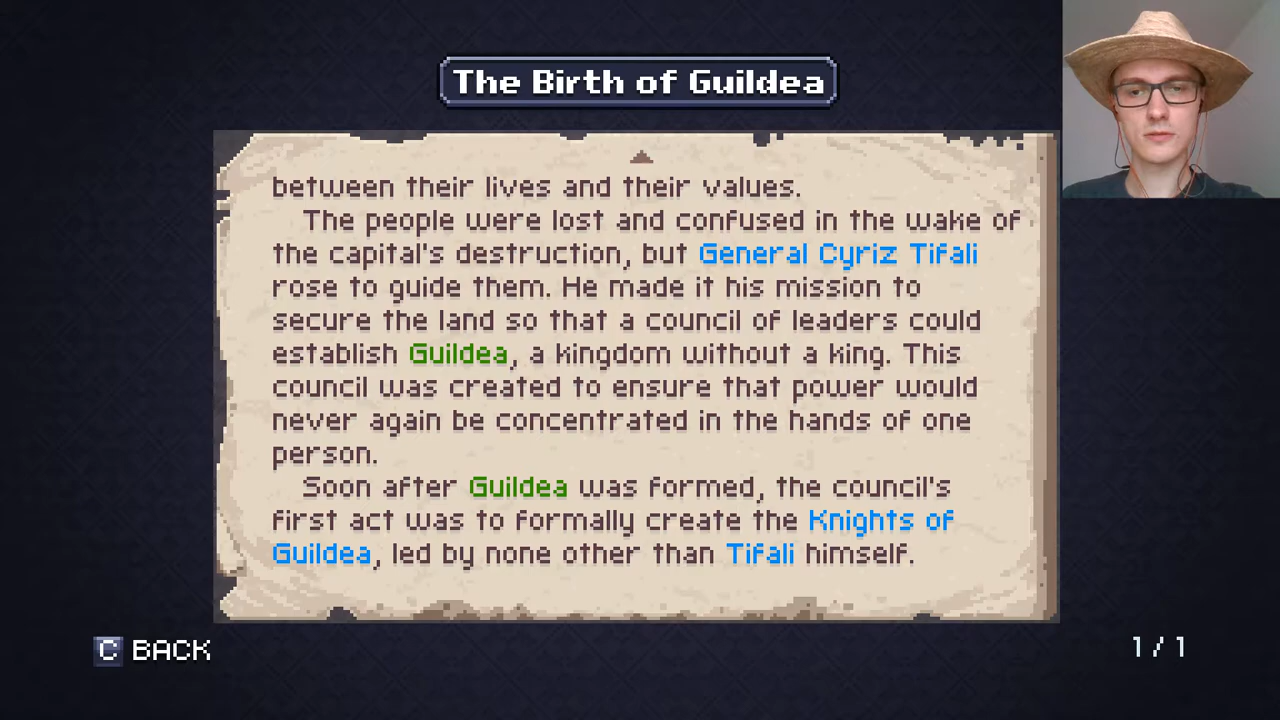 The Birth of Guildea
between their lives and their values.
The people were lost and confused in the wake of
the capital's destruction, but General Cyriz Tifali
rose to guide them. He made it his mission to
secure the land so that a council of leaders could
establish Guildea, a kingdom without a king. This
council was created to ensure that power would
never again be concentrated in the hands of one
person.
Soon after Guildea was formed, the council's
first act was to formally create the Knights of
Guildea, led by none other than Tifali himself.
C BACK
1/1